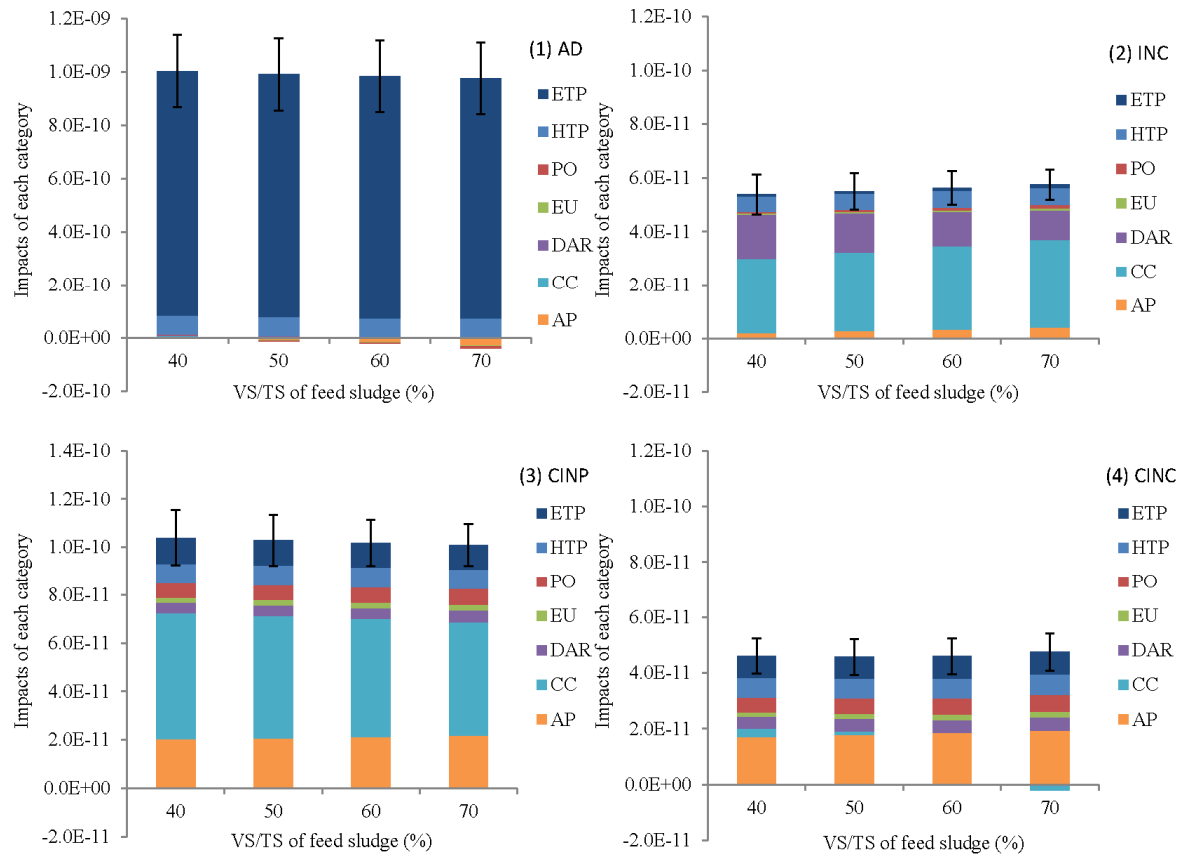 (1) AD
Impacts of each category
1.2E-09
1.0E-09
8.0E-10
6.0E-10
4.0E-10
2.0E-10
0.0E+00
-2.0E-10
40 50 60 70
VS/TS of feed sludge (%)
ETP
HTP
PO
EU
DAR
CC
AP
(2) INC
Impacts of each category
1.2E-10
1.0E-10
8.0E-11
6.0E-11
4.0E-11
2.0E-11
0.0E+00
-2.0E-11
40 50 60 70
VS/TS of feed sludge (%)
ETP
HTP
PO
EU
DAR
CC
AP
(3) CINP
Impacts of each category
1.4E-10
1.2E-10
1.0E-10
8.0E-11
6.0E-11
4.0E-11
2.0E-11
0.0E+00
-2.0E-11
40 50 60 70
VS/TS of feed sludge (%)
ETP
HTP
PO
EU
DAR
CC
AP
(4) CINC
Impacts of each category
1.2E-10
1.0E-10
8.0E-11
6.0E-11
4.0E-11
2.0E-11
0.0E+00
-2.0E-11
40 50 60 70
VS/TS of feed sludge (%)
ETP
HTP
PO
EU
DAR
CC
AP